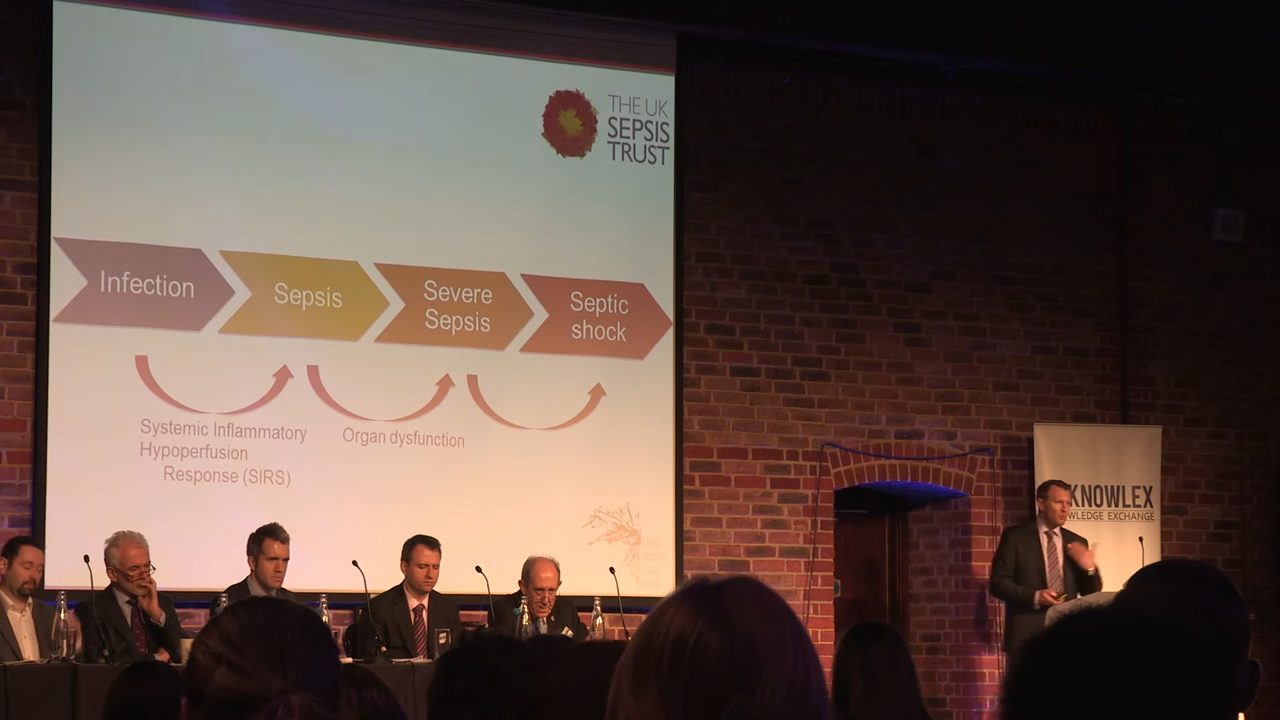 THE UK
SEPSIS
TRUST
Infection
Sepsis
Severe
Sepsis
Septic
shock
Systemic Inflammatory
Hypoperfusion
Response (SIRS)
Organ dysfunction
KNOWLEX
WLEDGE EXCHANGE